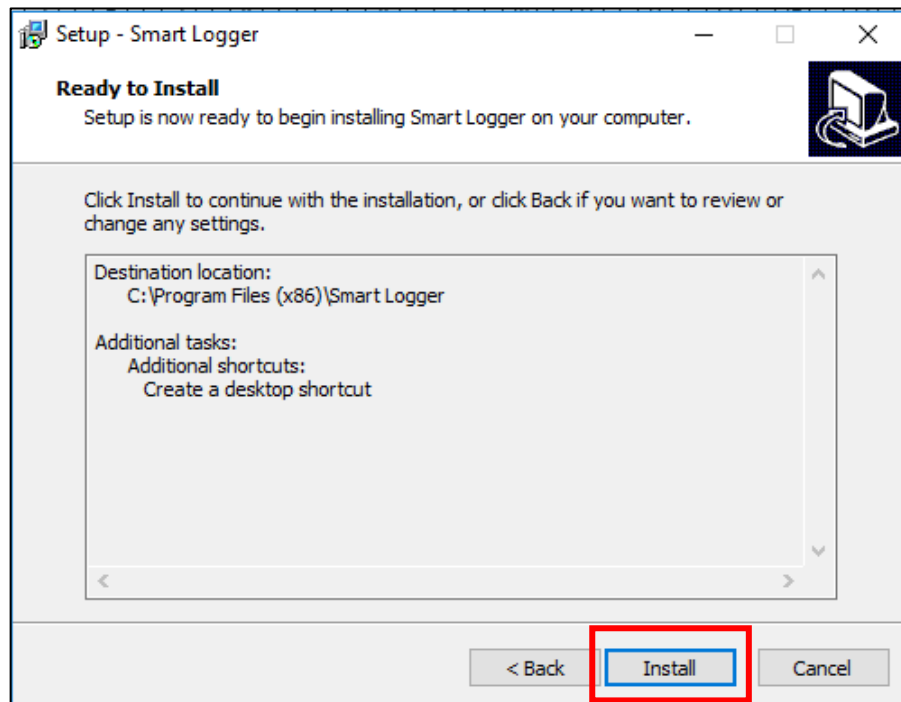 Setup - Smart Logger
Ready to Install
Setup is now ready to begin installing Smart Logger on your computer.
Click Install to continue with the installation, or click Back if you want to review or
change any settings.
Destination location:
C:\Program Files (x86)\Smart Logger
Additional tasks:
Additional shortcuts:
Create a desktop shortcut
< Back
Install
Cancel